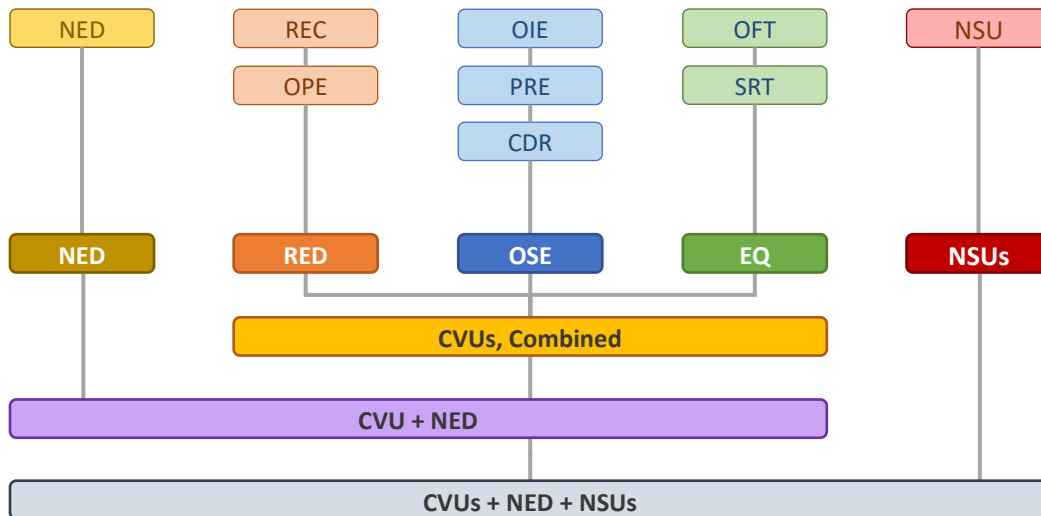 NED
REC
OIE
OFT
NSU
OPE
PRE
SRT
CDR
NED
RED
OSE
EQ
NSUs
CVUs, Combined
CVU + NED
CVUs + NED + NSUs